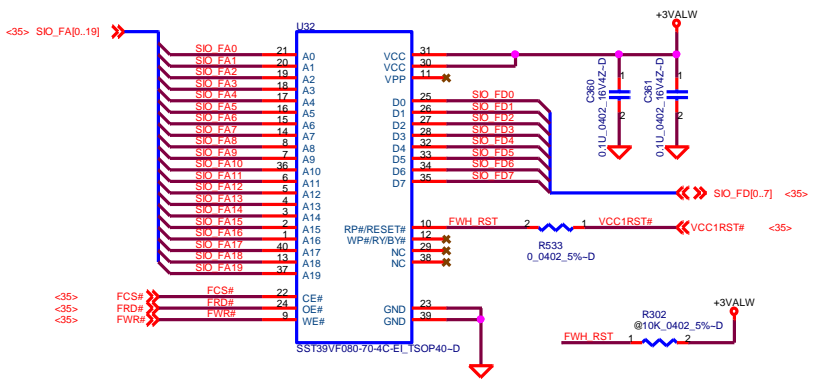 +3VALW
U32
<35> SIO_FA[0..19]
SIO_FA0 21 A0
SIO_FA1 20 A1
SIO_FA2 19 A2
SIO_FA3 18 A3
SIO_FA4 17 A4
SIO_FA5 16 A5
SIO_FA6 15 A6
SIO_FA7 14 A7
SIO_FA8 8 A8
SIO_FA9 7 A9
SIO_FA10 36 A10
SIO_FA11 6 A11
SIO_FA12 5 A12
SIO_FA13 4 A13
SIO_FA14 3 A14
SIO_FA15 2 A15
SIO_FA16 1 A16
SIO_FA17 40 A17
SIO_FA18 13 A18
SIO_FA19 37 A19
<35> FCS# FCS# 22 CE#
<35> FRD# FRD# 24 OE#
<35> FWR# FWR# 9 WE#
VCC 31
VCC 30
VPP 11
D0 25 SIO_FD0
D1 26 SIO_FD1
D2 27 SIO_FD2
D3 28 SIO_FD3
D4 32 SIO_FD4
D5 33 SIO_FD5
D6 34 SIO_FD6
D7 35 SIO_FD7
RP#/RESET# 10 FWH_RST 2 1 VCC1RST# VCC1RST# <35>
WP#/RY/BY# 12
NC 29
NC 38
GND 23
GND 39
SST39VF080-70-4C-EI_TSOP40~D
C360
0.1U_0402_16V4Z~D
1
2
C361
0.1U_0402_16V4Z~D
1
2
SIO_FD[0..7] <35>
R533
0_0402_5%~D
+3VALW
R302
@10K_0402_5%~D
FWH_RST 1 2